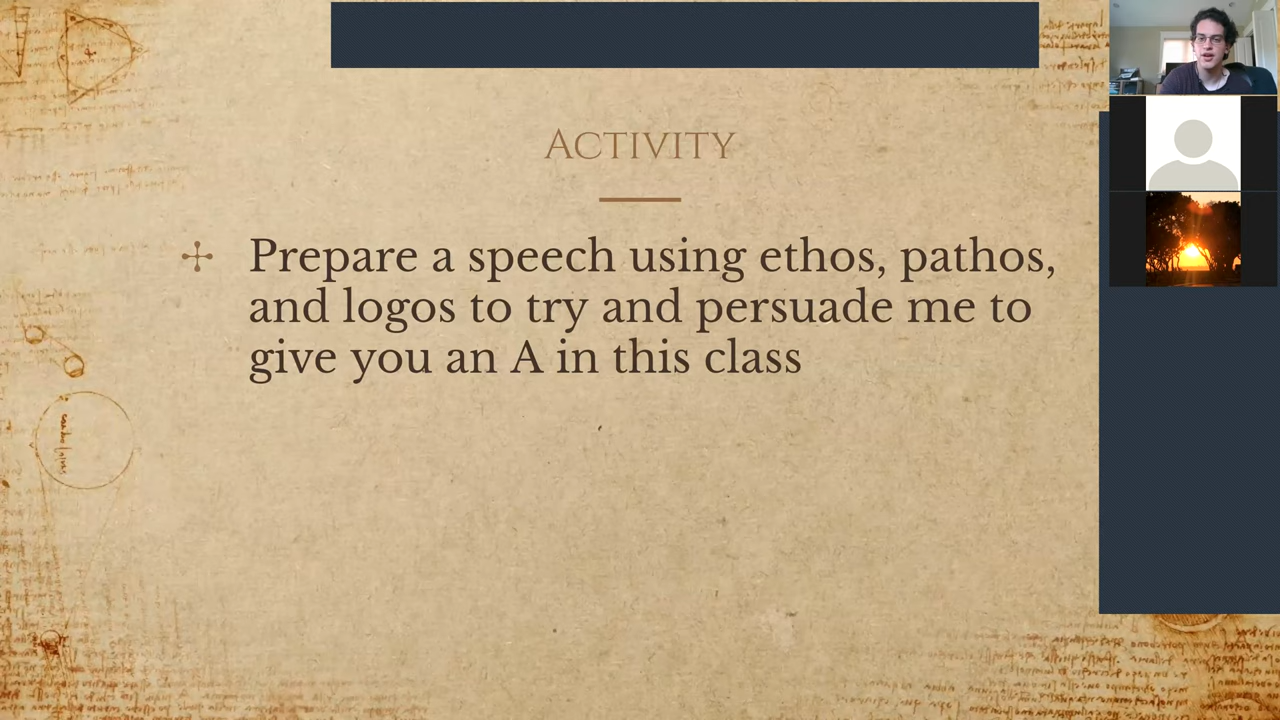 Activity
Prepare a speech using ethos, pathos,
and logos to try and persuade me to
give you an A in this class